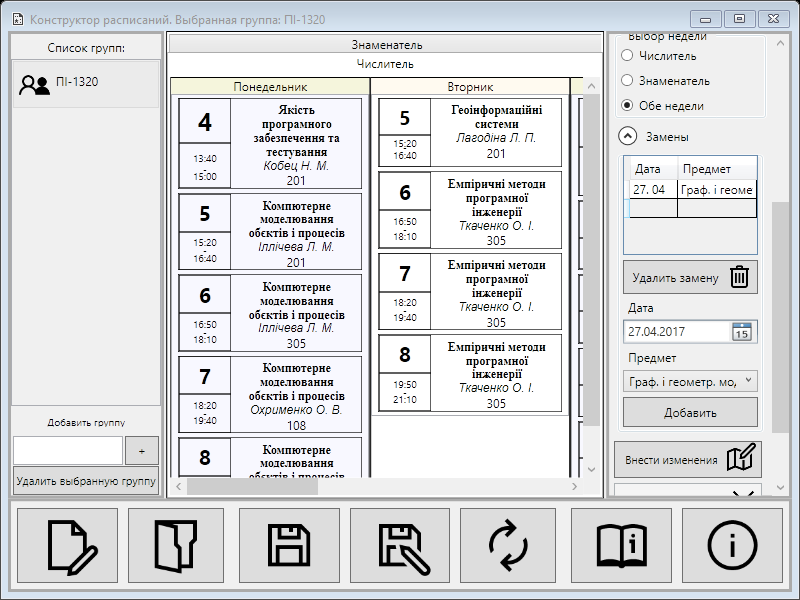 Конструктор расписаний. Выбранная группа: ПІ-1320
Список групп:
ПІ-1320
Добавить группу
+
Удалить выбранную группу
Знаменатель
Числитель
Понедельник
4
13:40
-
15:00
Якість
програмного
забезпечення та
тестування
Кобец Н. М.
201
5
15:20
-
16:40
Компютерне
моделювання
обєктів і процесів
Іллічева Л. М.
201
6
16:50
-
18:10
Компютерне
моделювання
обєктів і процесів
Іллічева Л. М.
305
7
18:20
-
19:40
Компютерне
моделювання
обєктів і процесів
Охрименко О. В.
108
8
Компютерне
моделювання
обєктів і процесів
Вторник
5
15:20
-
16:40
Геоінформаційні
системи
Лагодіна Л. П.
201
6
16:50
-
18:10
Емпіричні методи
програмної
інженерії
Ткаченко О. І.
305
7
18:20
-
19:40
Емпіричні методи
програмної
інженерії
Ткаченко О. І.
305
8
19:50
-
21:10
Емпіричні методи
програмної
інженерії
Ткаченко О. І.
305
Выбор недели
Числитель
Знаменатель
Обе недели
Замены
Дата Предмет
27. 04 Граф. і геоме
Удалить замену
Дата
27.04.2017 15
Предмет
Граф. і геометр. мо,
Добавить
Внести изменения